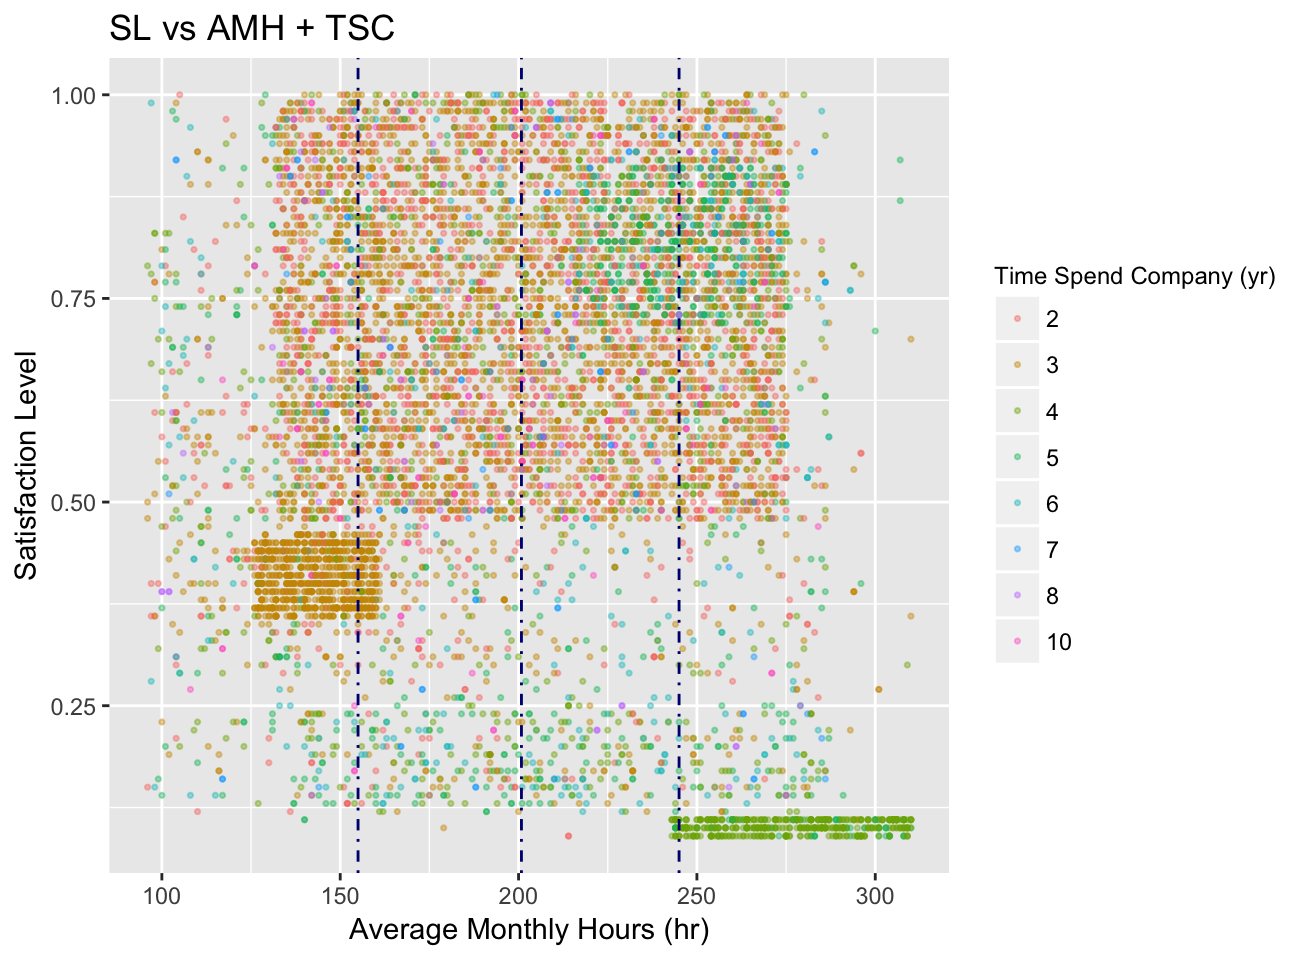 SL vs AMH + TSC
Satisfaction Level
1.00
0.75
0.50
0.25
100 150 200 250 300
Average Monthly Hours (hr)
Time Spend Company (yr)
2
3
4
5
6
7
8
10